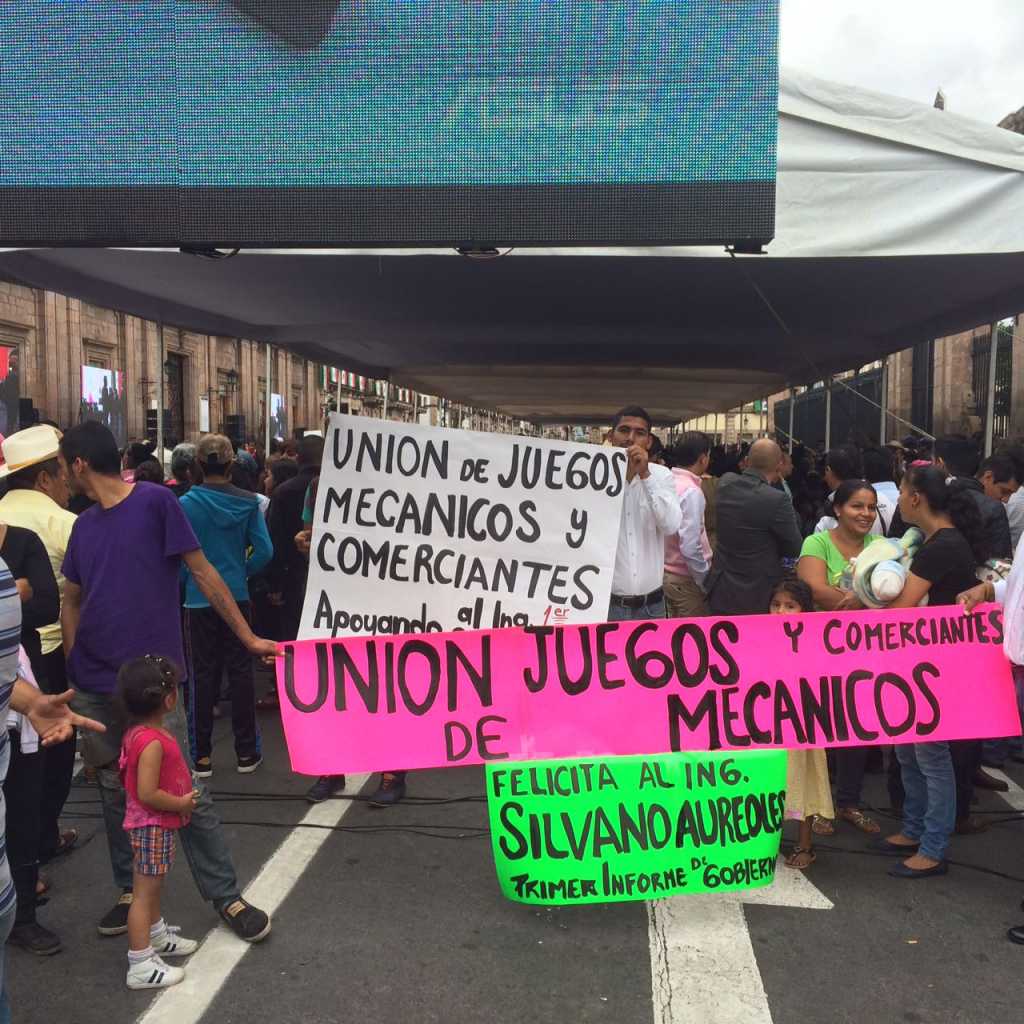 UNION DE JUEGOS
MECANICOS Y
COMERCIANTES
Apoyando al Ing. 1er
UNION JUEGOS Y COMERCIANTES
DE MECANICOS
FELICITA AL ING.
SILVANO AUREOLES
PRIMER INFORME DE GOBIERN